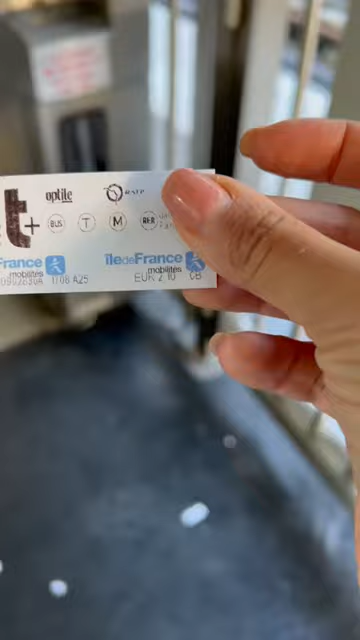 optile RATP
t+ BUS T M RER
France îledeFrance
mobilités mobilités
EUR 2 10 CB